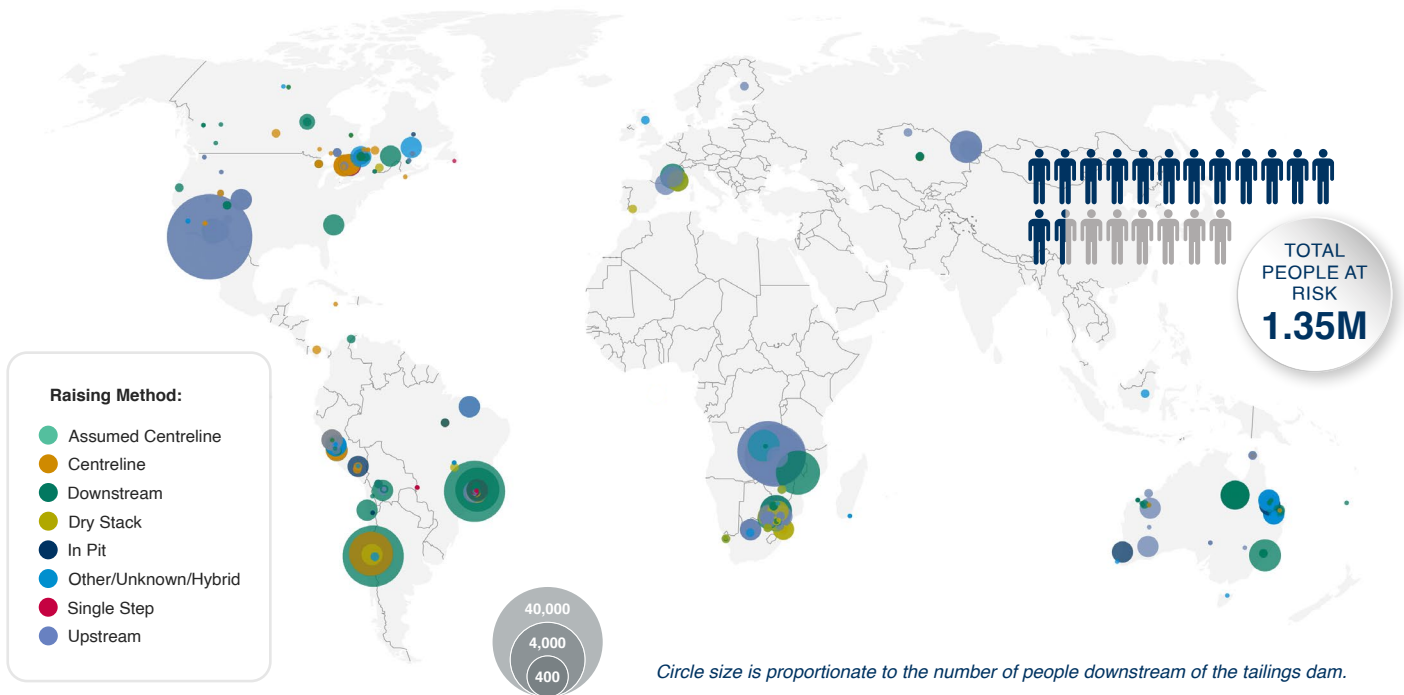 TOTAL
PEOPLE AT
RISK
1.35M
Raising Method:
Assumed Centreline
Centreline
Downstream
Dry Stack
In Pit
Other/Unknown/Hybrid
Single Step
Upstream
40,000
4,000
400
Circle size is proportionate to the number of people downstream of the tailings dam.